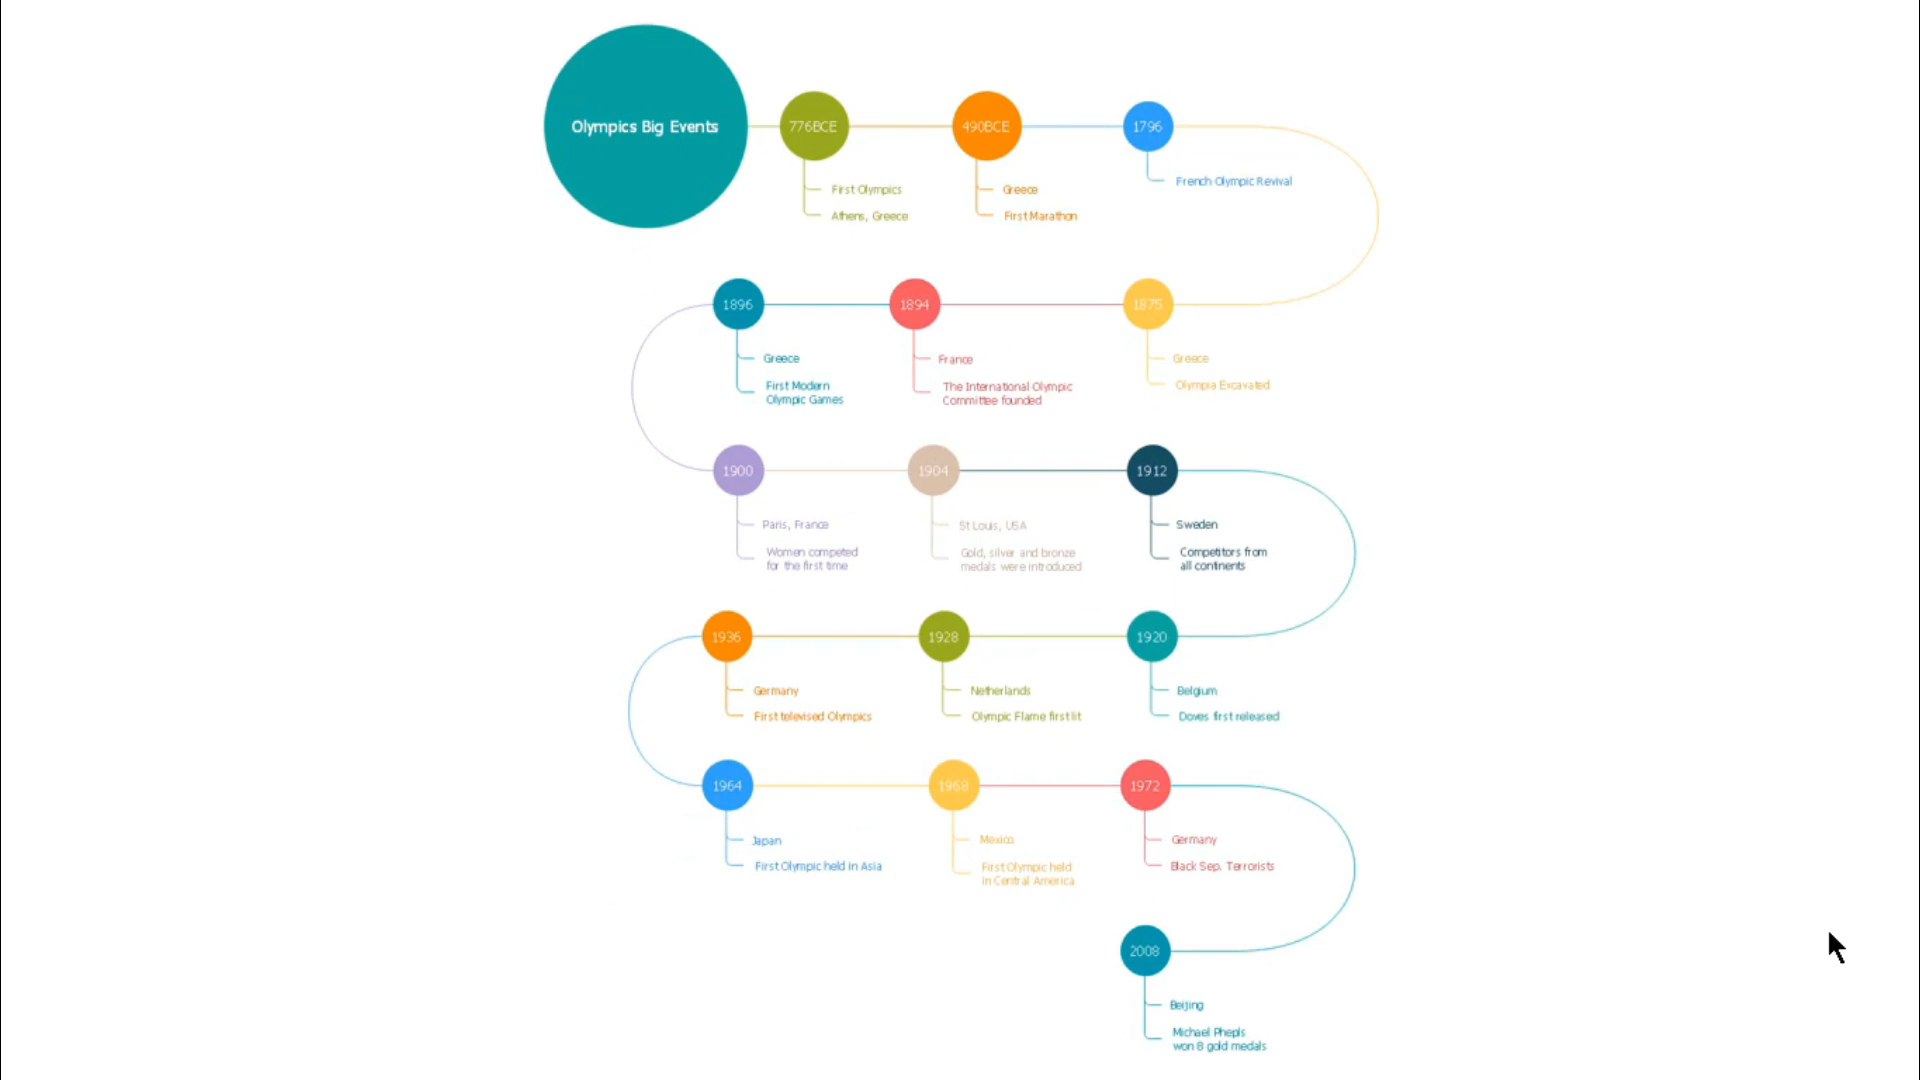 Olympics Big Events
776BCE
First Olympics
Athens, Greece
490BCE
Greece
First Marathon
1796
French Olympic Revival
1875
Greece
Olympia Excavated
1894
France
The International Olympic
Committee founded
1896
Greece
First Modern
Olympic Games
1900
Paris, France
Women competed
for the first time
1904
St Louis, USA
Gold, silver and bronze
medals were introduced
1912
Sweden
Competitors from
all continents
1920
Belgium
Doves first released
1928
Netherlands
Olympic Flame first lit
1936
Germany
First televised Olympics
1964
Japan
First Olympic held in Asia
1968
Mexico
First Olympic held
in Central America
1972
Germany
Black Sep. Terrorists
2008
Beijing
Michael Phepls
won 8 gold medals